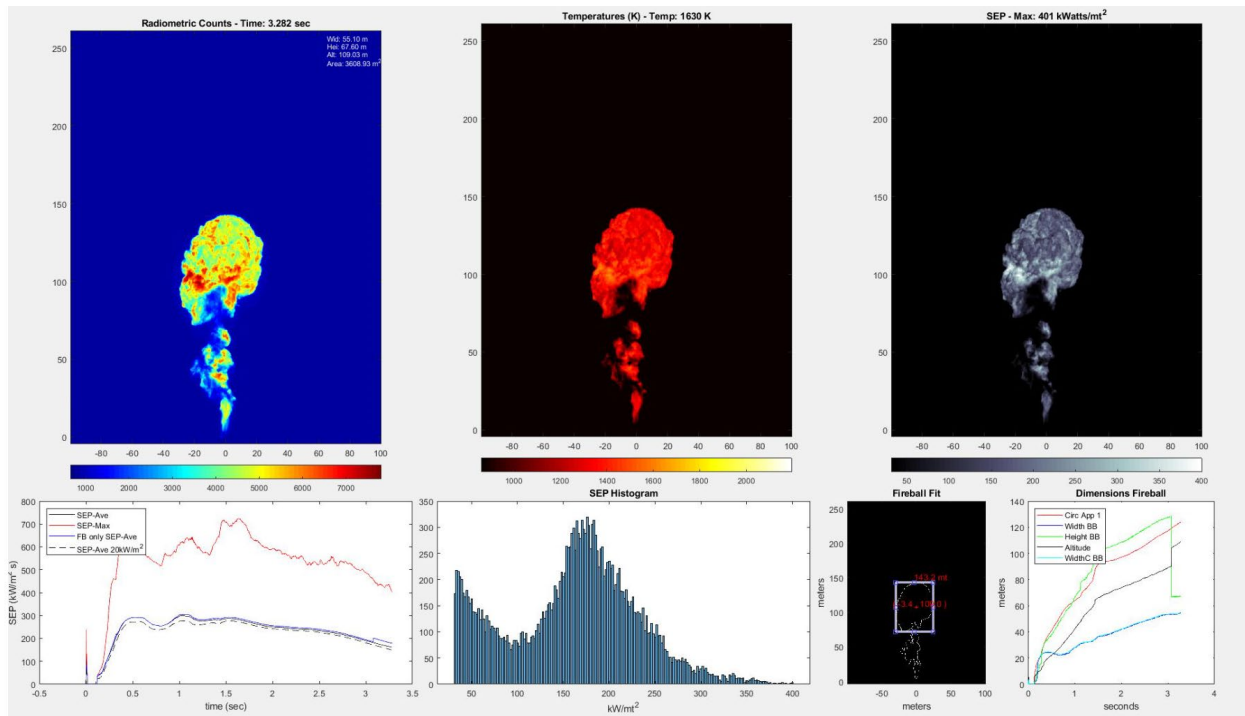 Radiometric Counts - Time: 3.282 sec
Wid: 55.10 m
Hei: 67.60 m
Alt: 109.03 m
Area: 3608.93 m²
250
200
150
100
50
0
-80 -60 -40 -20 0 20 40 60 80 100
1000 2000 3000 4000 5000 6000 7000
Temperatures (K) - Temp: 1630 K
250
200
150
100
50
0
-80 -60 -40 -20 0 20 40 60 80 100
1000 1200 1400 1600 1800 2000
SEP - Max: 401 kWatts/mt²
250
200
150
100
50
0
-80 -60 -40 -20 0 20 40 60 80 100
50 100 150 200 250 300 350 400
SEP (kW/m² s)
800
700
600
500
400
300
200
100
0
SEP-Ave
SEP-Max
FB only SEP-Ave
SEP-Ave 20kW/m²
-0.5 0 0.5 1 1.5 2 2.5 3 3.5
time (sec)
SEP Histogram
350
300
250
200
150
100
50
0
50 100 150 200 250 300 350 400
kW/mt²
Fireball Fit
meters
250
200
150
100
50
0
143.2 mt
-50 0 50 100
meters
Dimensions Fireball
meters
140
120
100
80
60
40
20
0
Circ App 1
Width BB
Height BB
Altitude
WidthC BB
0 1 2 3 4
seconds